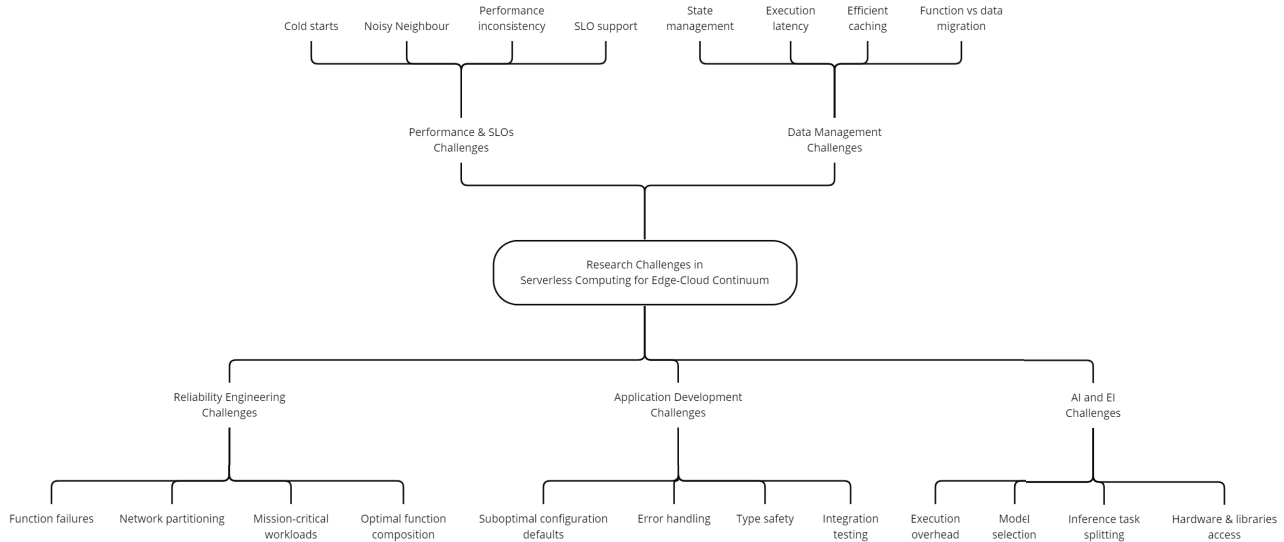 Cold starts
Noisy Neighbour
Performance
inconsistency
SLO support
State
management
Execution
latency
Efficient
caching
Function vs data
migration
Performance & SLOs
Challenges
Data Management
Challenges
Research Challenges in
Serverless Computing for Edge-Cloud Continuum
Reliability Engineering
Challenges
Application Development
Challenges
AI and EI
Challenges
Function failures
Network partitioning
Mission-critical
workloads
Optimal function
composition
Suboptimal configuration
defaults
Error handling
Type safety
Integration
testing
Execution
overhead
Model
selection
Inference task
splitting
Hardware & libraries
access